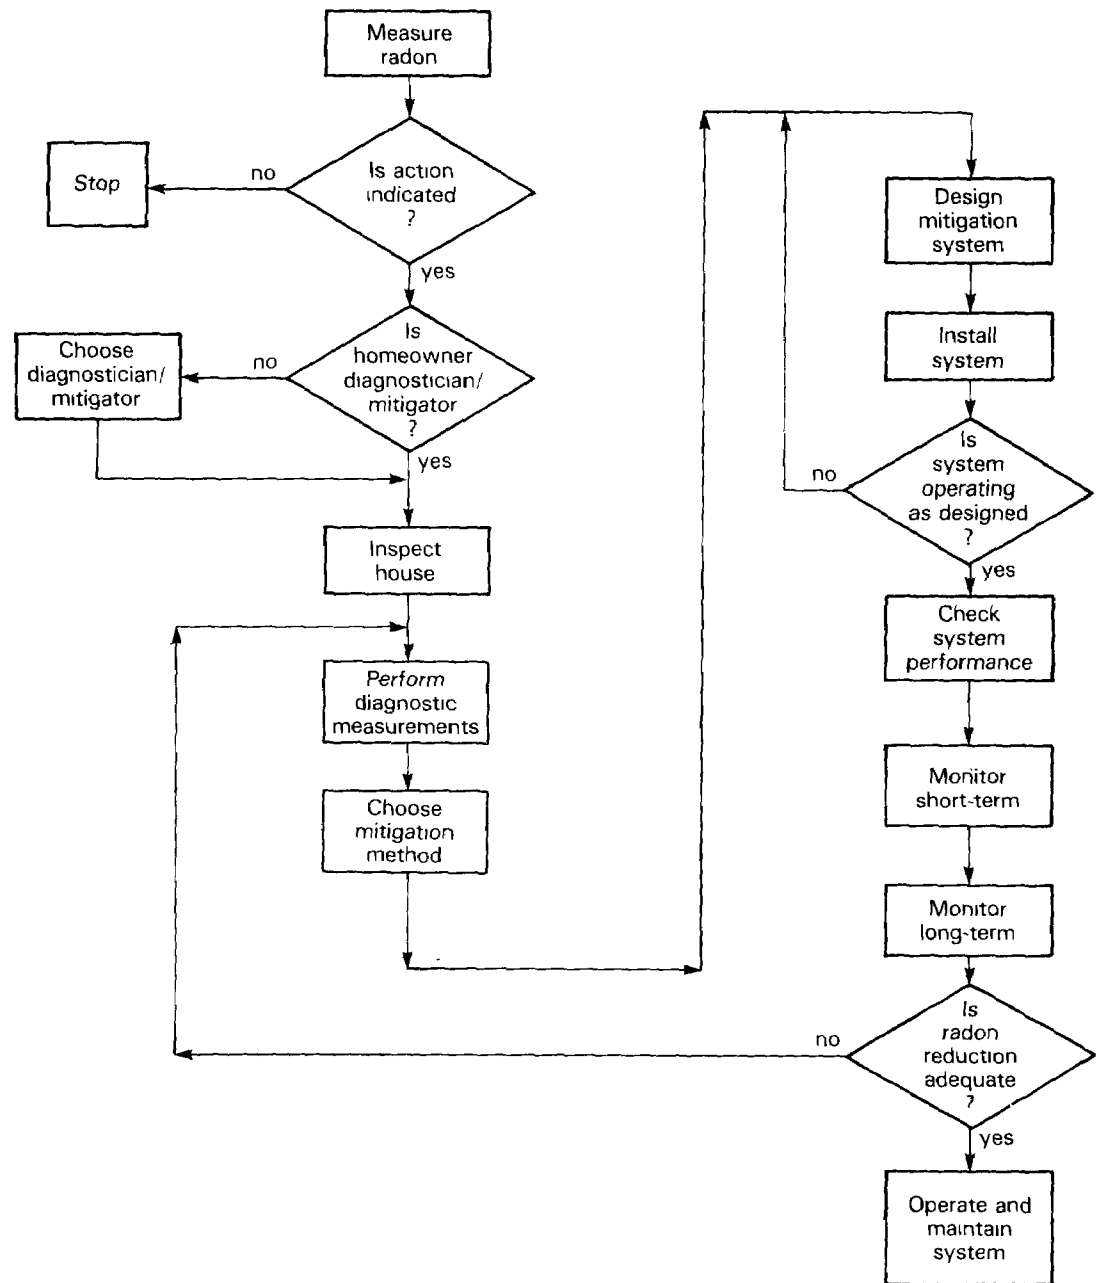 Measure
radon
Is action
indicated
?
no
Stop
yes
Is
homeowner
diagnostician/
mitigator
?
no
Choose
diagnostician/
mitigator
yes
Inspect
house
Perform
diagnostic
measurements
Choose
mitigation
method
Design
mitigation
system
Install
system
Is
system
operating
as designed
?
no
yes
Check
system
performance
Monitor
short-term
Monitor
long-term
Is
radon
reduction
adequate
?
no
yes
Operate and
maintain
system